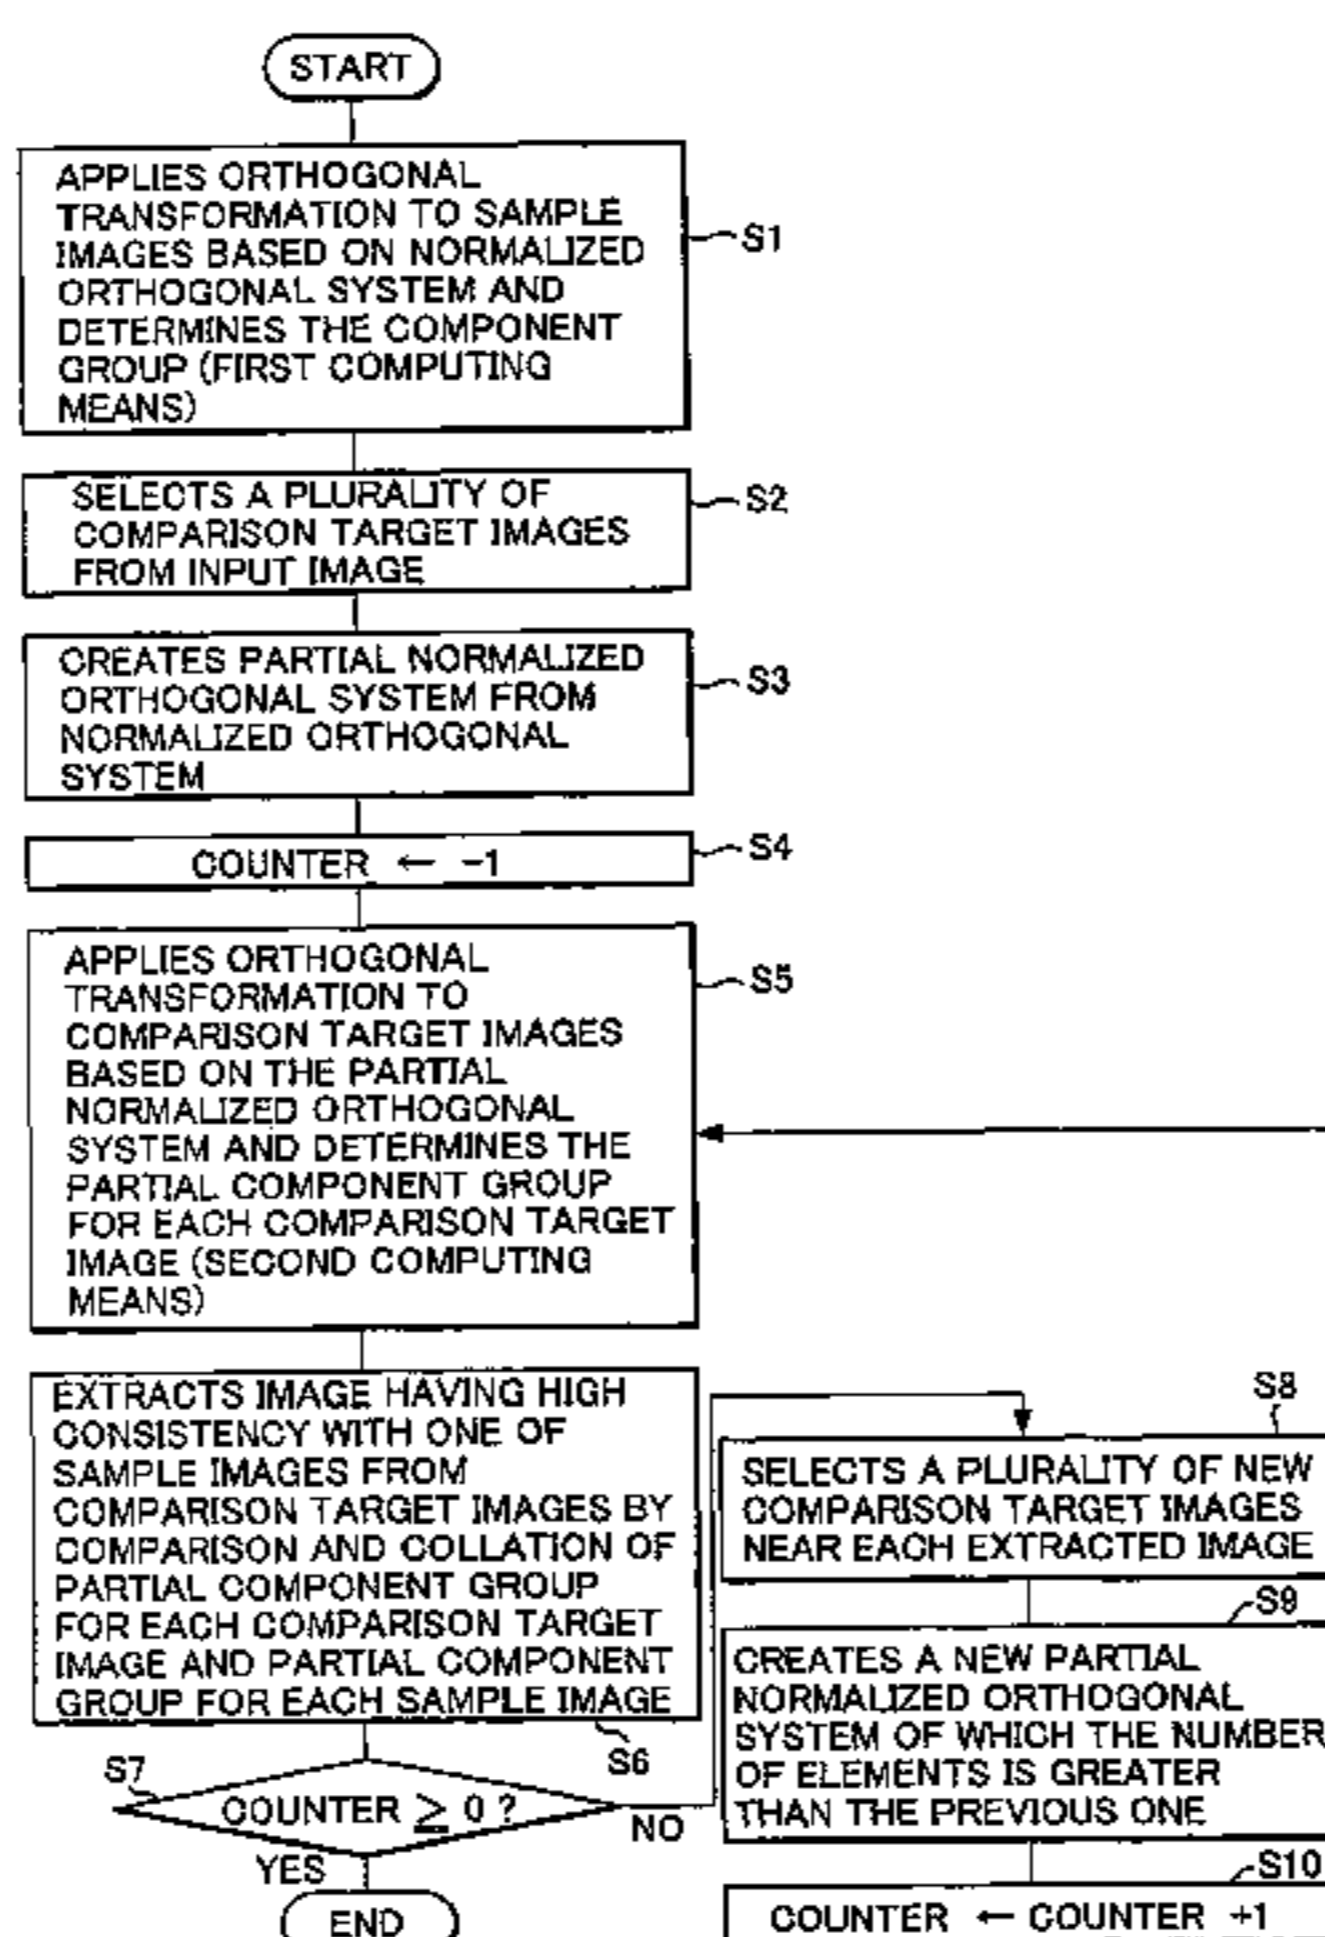 START
APPLIES ORTHOGONAL
TRANSFORMATION TO SAMPLE
IMAGES BASED ON NORMALIZED
ORTHOGONAL SYSTEM AND
DETERMINES THE COMPONENT
GROUP (FIRST COMPUTING
MEANS)
S1
SELECTS A PLURALITY OF
COMPARISON TARGET IMAGES
FROM INPUT IMAGE
S2
CREATES PARTIAL NORMALIZED
ORTHOGONAL SYSTEM FROM
NORMALIZED ORTHOGONAL
SYSTEM
S3
COUNTER ← -1
S4
APPLIES ORTHOGONAL
TRANSFORMATION TO
COMPARISON TARGET IMAGES
BASED ON THE PARTIAL
NORMALIZED ORTHOGONAL
SYSTEM AND DETERMINES THE
PARTIAL COMPONENT GROUP
FOR EACH COMPARISON TARGET
IMAGE (SECOND COMPUTING
MEANS)
S5
EXTRACTS IMAGE HAVING HIGH
CONSISTENCY WITH ONE OF
SAMPLE IMAGES FROM
COMPARISON TARGET IMAGES BY
COMPARISON AND COLLATION OF
PARTIAL COMPONENT GROUP
FOR EACH COMPARISON TARGET
IMAGE AND PARTIAL COMPONENT
GROUP FOR EACH SAMPLE IMAGE
S6
S7
COUNTER ≥ 0 ?
NO
YES
END
S8
SELECTS A PLURALITY OF NEW
COMPARISON TARGET IMAGES
NEAR EACH EXTRACTED IMAGE
S9
CREATES A NEW PARTIAL
NORMALIZED ORTHOGONAL
SYSTEM OF WHICH THE NUMBER
OF ELEMENTS IS GREATER
THAN THE PREVIOUS ONE
S10
COUNTER ← COUNTER +1